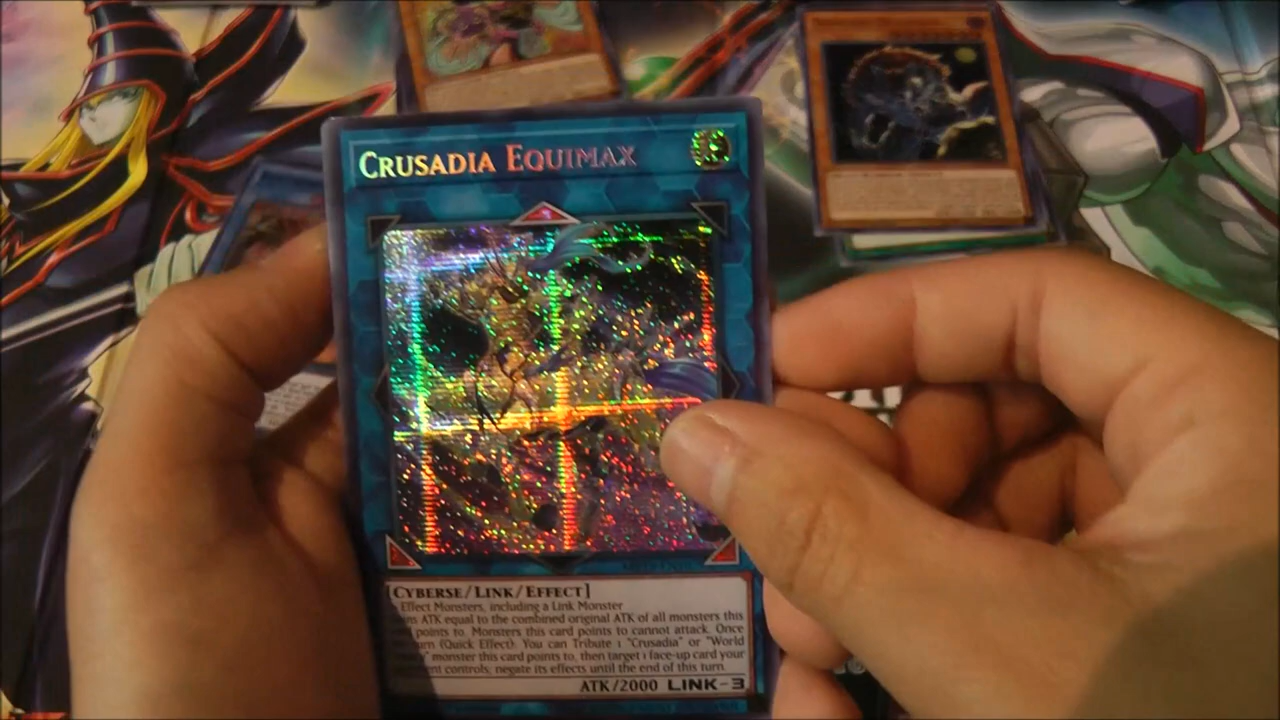 CRUSADIA EQUIMAX
[CYBERSE/LINK/EFFECT]
Effect Monsters, including a Link Monster
ATK equal to the combined original ATK of all monsters this
points to. Monsters this card points to cannot attack. Once
(Quick Effect): You can Tribute 1 "Crusadia" or "World
monster this card points to, then target 1 face-up card your
controls; negate its effects until the end of this turn.
ATK/2000 LINK-3